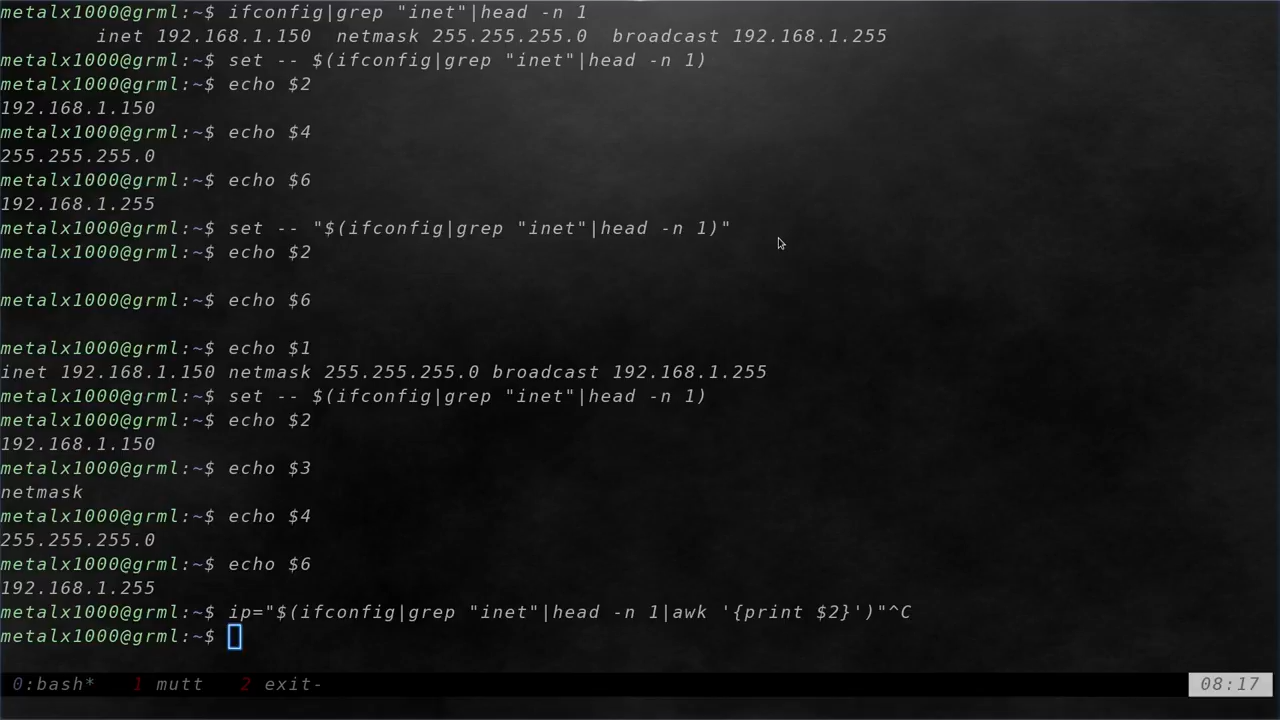 metalx1000@grml:~$ ifconfig|grep "inet"|head -n 1
        inet 192.168.1.150  netmask 255.255.255.0  broadcast 192.168.1.255
metalx1000@grml:~$ set -- $(ifconfig|grep "inet"|head -n 1)
metalx1000@grml:~$ echo $2
192.168.1.150
metalx1000@grml:~$ echo $4
255.255.255.0
metalx1000@grml:~$ echo $6
192.168.1.255
metalx1000@grml:~$ set -- "$(ifconfig|grep "inet"|head -n 1)"
metalx1000@grml:~$ echo $2

metalx1000@grml:~$ echo $6

metalx1000@grml:~$ echo $1
inet 192.168.1.150 netmask 255.255.255.0 broadcast 192.168.1.255
metalx1000@grml:~$ set -- $(ifconfig|grep "inet"|head -n 1)
metalx1000@grml:~$ echo $2
192.168.1.150
metalx1000@grml:~$ echo $3
netmask
metalx1000@grml:~$ echo $4
255.255.255.0
metalx1000@grml:~$ echo $6
192.168.1.255
metalx1000@grml:~$ ip="$(ifconfig|grep "inet"|head -n 1|awk '{print $2}')"^C
metalx1000@grml:~$
0:bash*   1 mutt   2 exit-   08:17